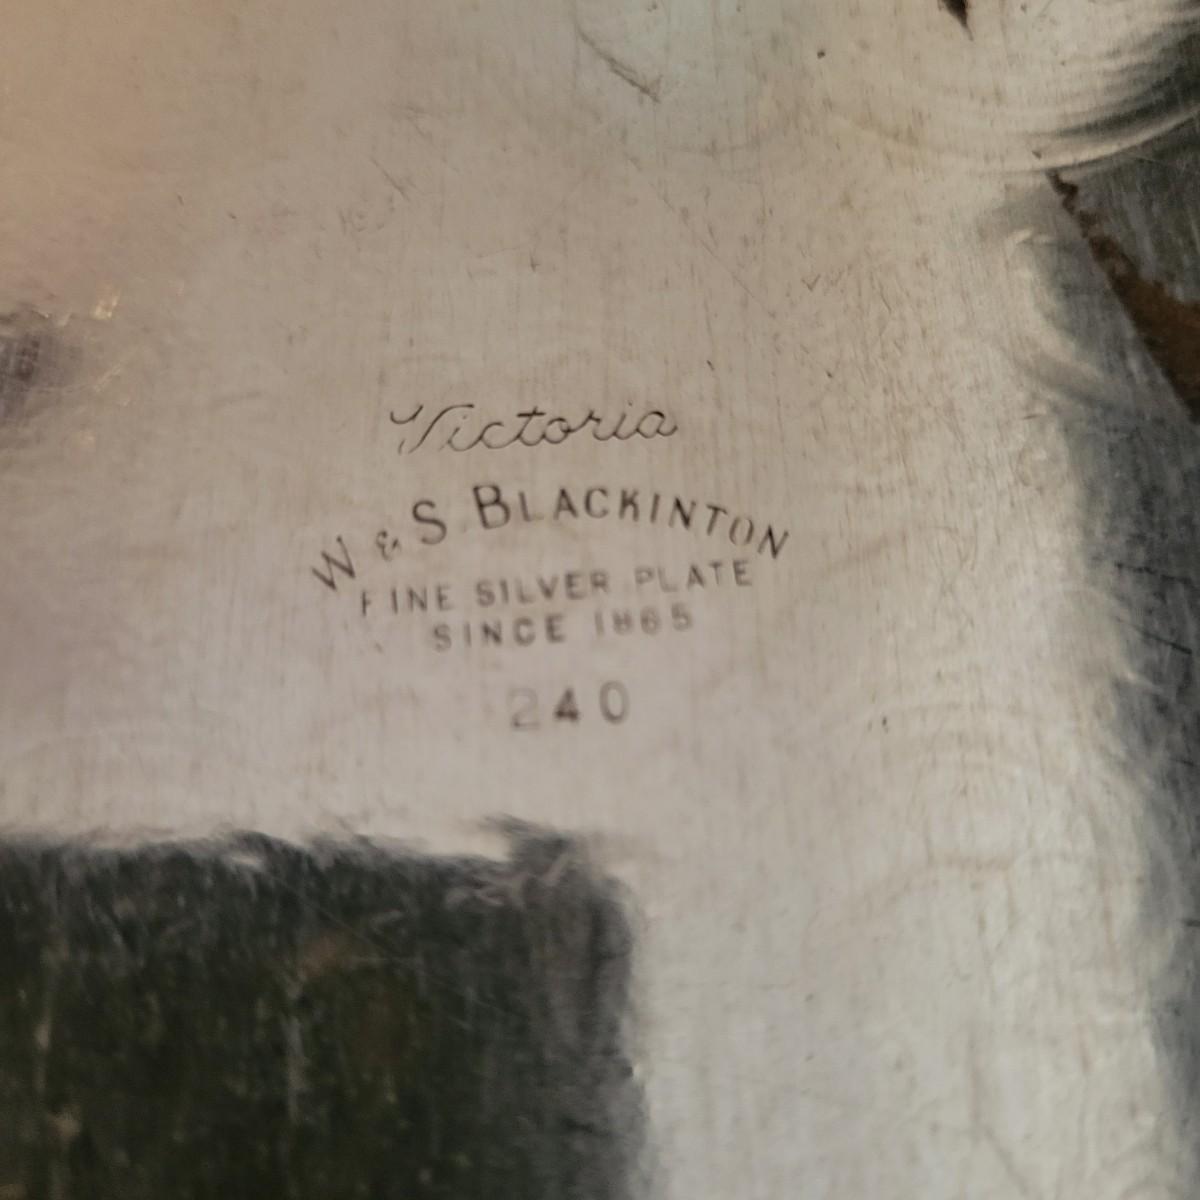 Victoria
W & S BLACKINTON
FINE SILVER PLATE
SINCE 1865
240